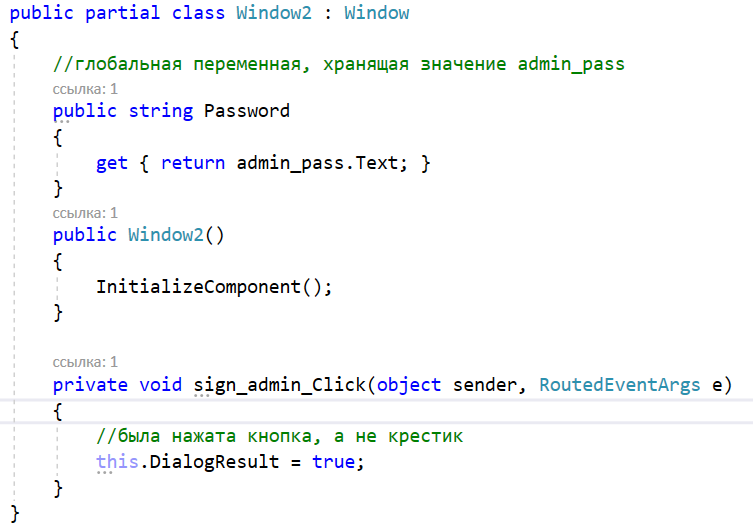 public partial class Window2 : Window
{
//глобальная переменная, хранящая значение admin_pass
ссылка: 1
public string Password
{
get { return admin_pass.Text; }
}
ссылка: 1
public Window2()
{
InitializeComponent();
}
ссылка: 1
private void sign_admin_Click(object sender, RoutedEventArgs e)
{
//была нажата кнопка, а не крестик
this.DialogResult = true;
}
}